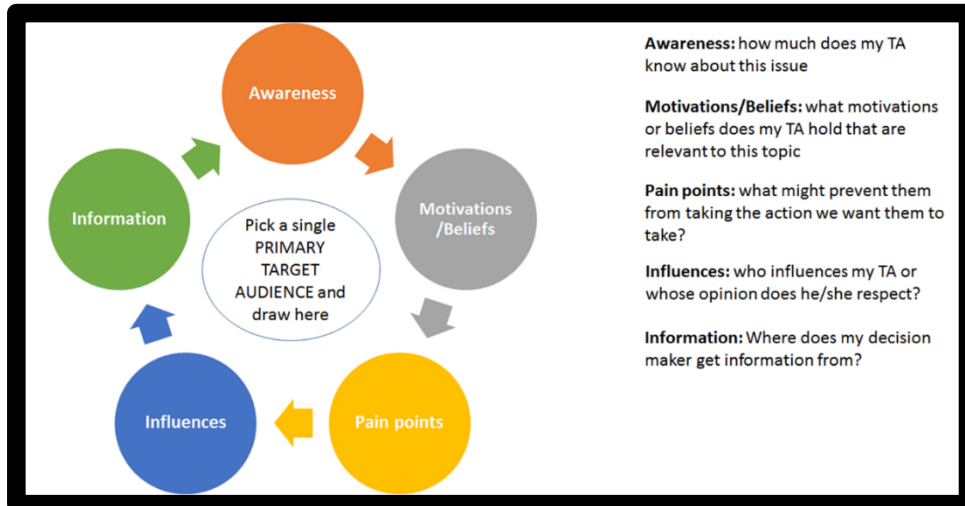 Awareness
Motivations
/Beliefs
Pain points
Influences
Information
Pick a single
PRIMARY
TARGET
AUDIENCE and
draw here
Awareness: how much does my TA
know about this issue
Motivations/Beliefs: what motivations
or beliefs does my TA hold that are
relevant to this topic
Pain points: what might prevent them
from taking the action we want them to
take?
Influences: who influences my TA or
whose opinion does he/she respect?
Information: Where does my decision
maker get information from?